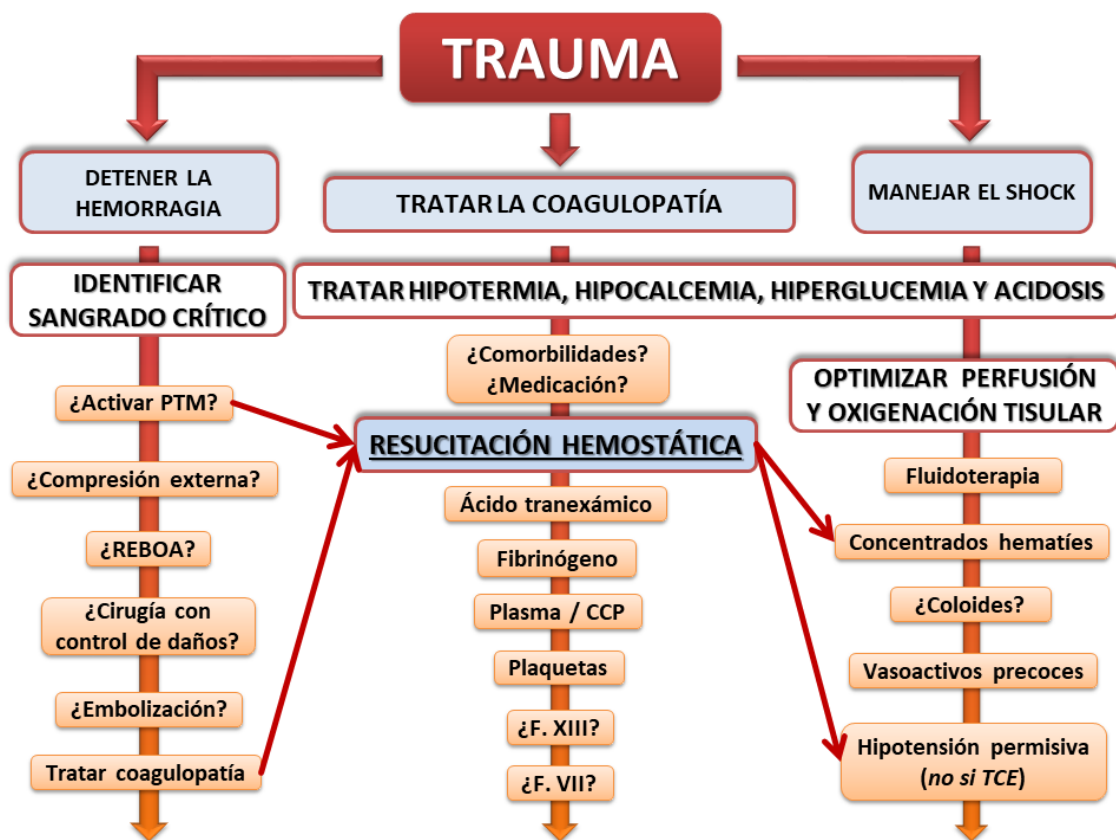 TRAUMA
DETENER LA
HEMORRAGIA
IDENTIFICAR
SANGRADO CRÍTICO
¿Activar PTM?
¿Compresión externa?
¿REBOA?
¿Cirugía con
control de daños?
¿Embolización?
Tratar coagulopatía
TRATAR LA COAGULOPATÍA
TRATAR HIPOTERMIA, HIPOCALCEMIA, HIPERGLUCEMIA Y ACIDOSIS
¿Comorbilidades?
¿Medicación?
RESUCITACIÓN HEMOSTÁTICA
Ácido tranexámico
Fibrinógeno
Plasma / CCP
Plaquetas
¿F. XIII?
¿F. VII?
MANEJAR EL SHOCK
OPTIMIZAR PERFUSIÓN
Y OXIGENACIÓN TISULAR
Fluidoterapia
Concentrados hematíes
¿Coloides?
Vasoactivos precoces
Hipotensión permisiva
(no si TCE)